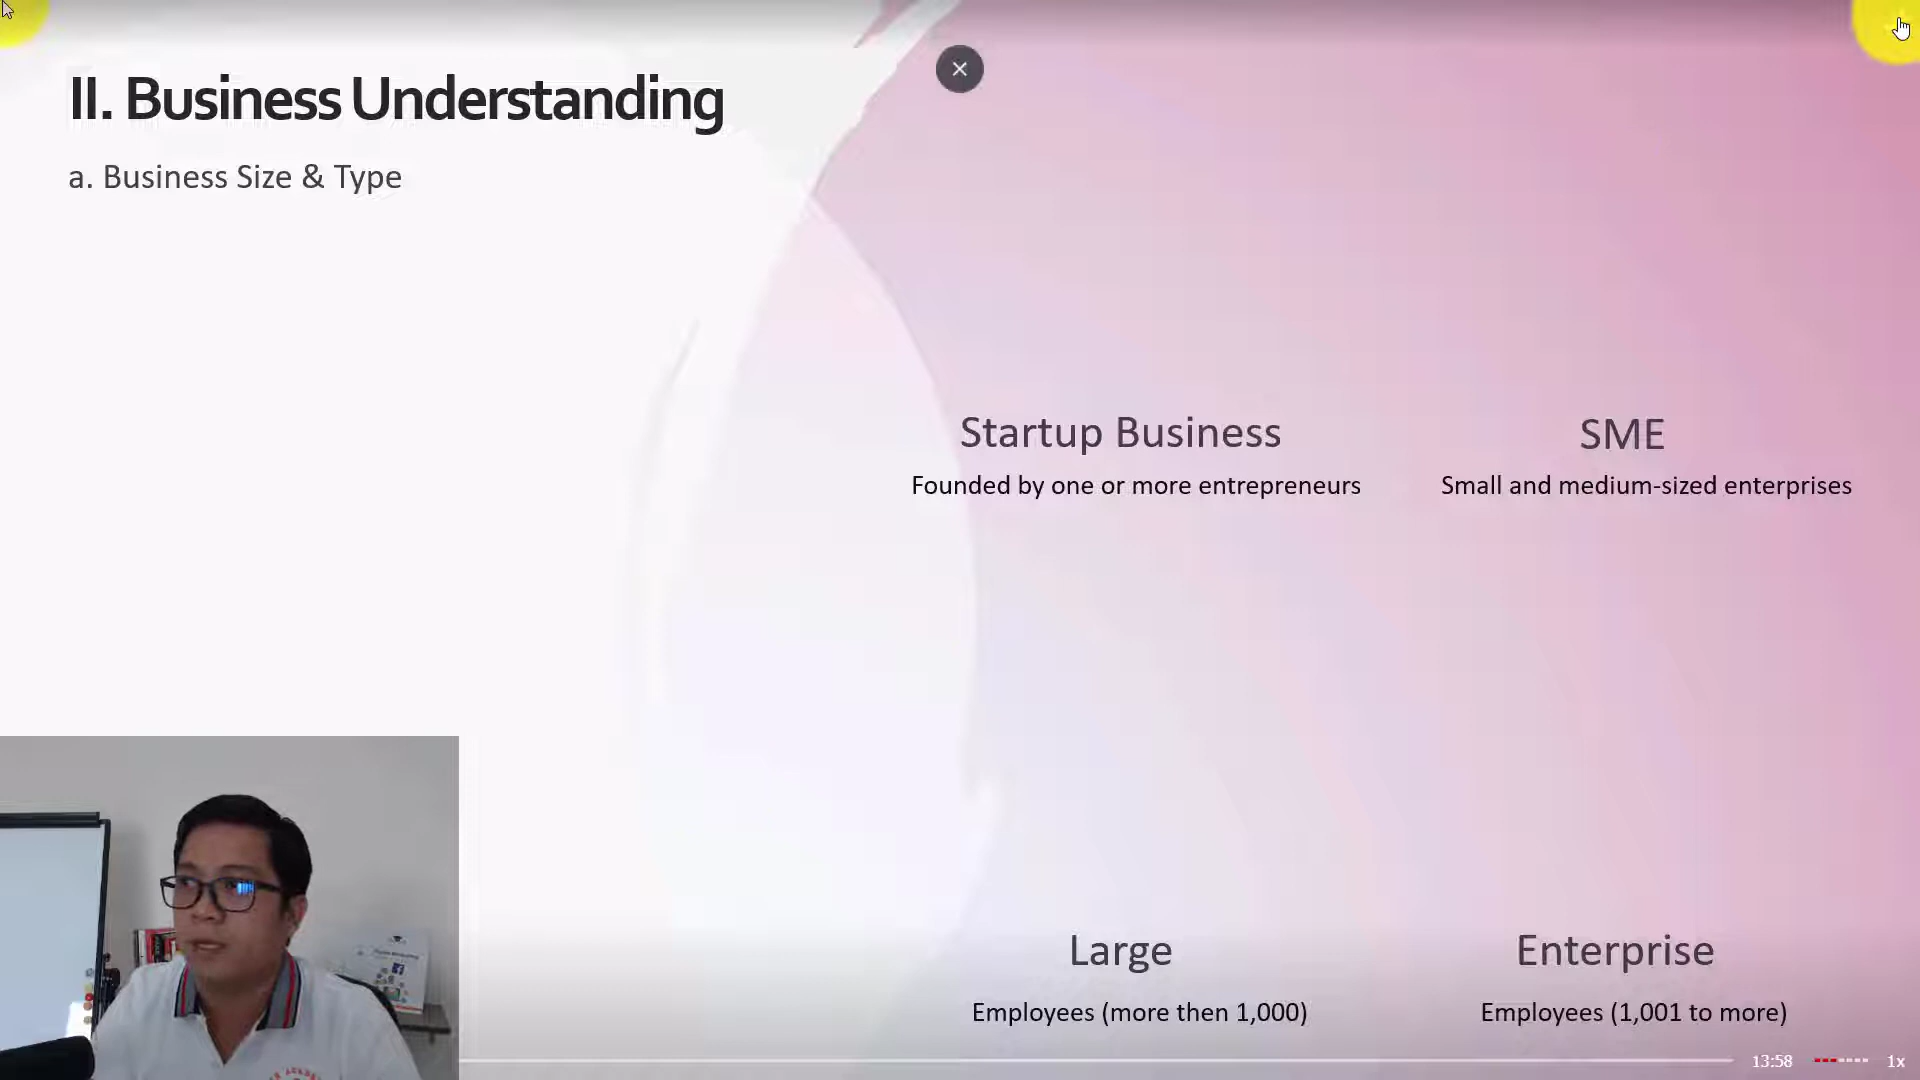 II. Business Understanding
a. Business Size & Type
Startup Business
Founded by one or more entrepreneurs
SME
Small and medium-sized enterprises
Large
Employees (more then 1,000)
Enterprise
Employees (1,001 to more)
13:58
1x